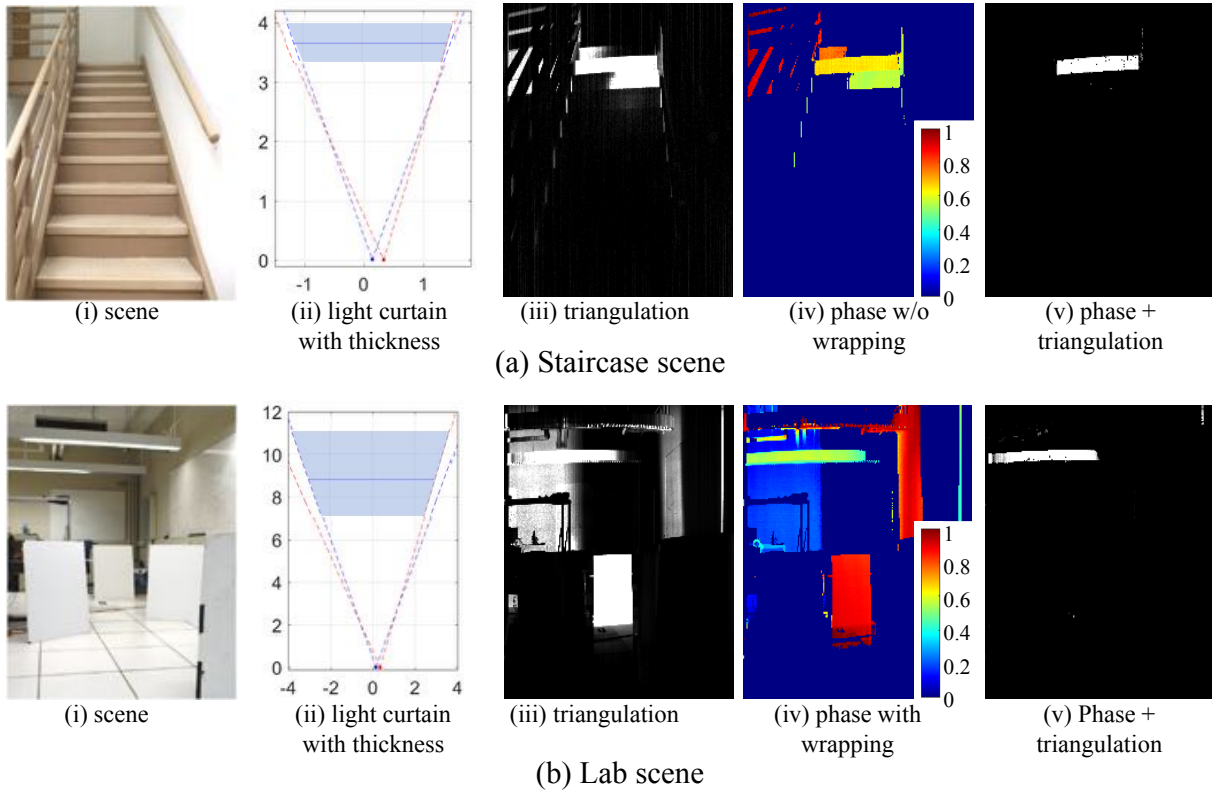 4
3
2
1
0
-1
0
1
1
0.8
0.6
0.4
0.2
0
(i) scene
(ii) light curtain
with thickness
(iii) triangulation
(iv) phase w/o
wrapping
(v) phase +
triangulation
(a) Staircase scene
12
10
8
6
4
2
0
-4
-2
0
2
4
1
0.8
0.6
0.4
0.2
0
(i) scene
(ii) light curtain
with thickness
(iii) triangulation
(iv) phase with
wrapping
(v) Phase +
triangulation
(b) Lab scene